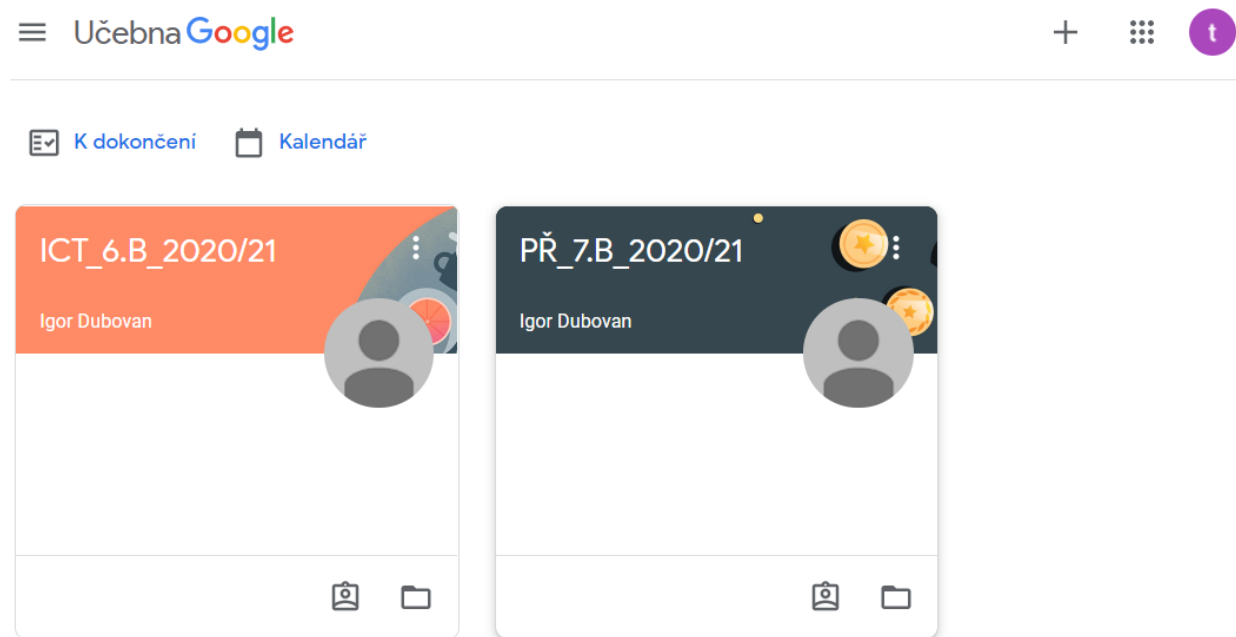 Učebna Google
t
K dokončení
Kalendář
ICT_6.B_2020/21
Igor Dubovan
PŘ_7.B_2020/21
Igor Dubovan